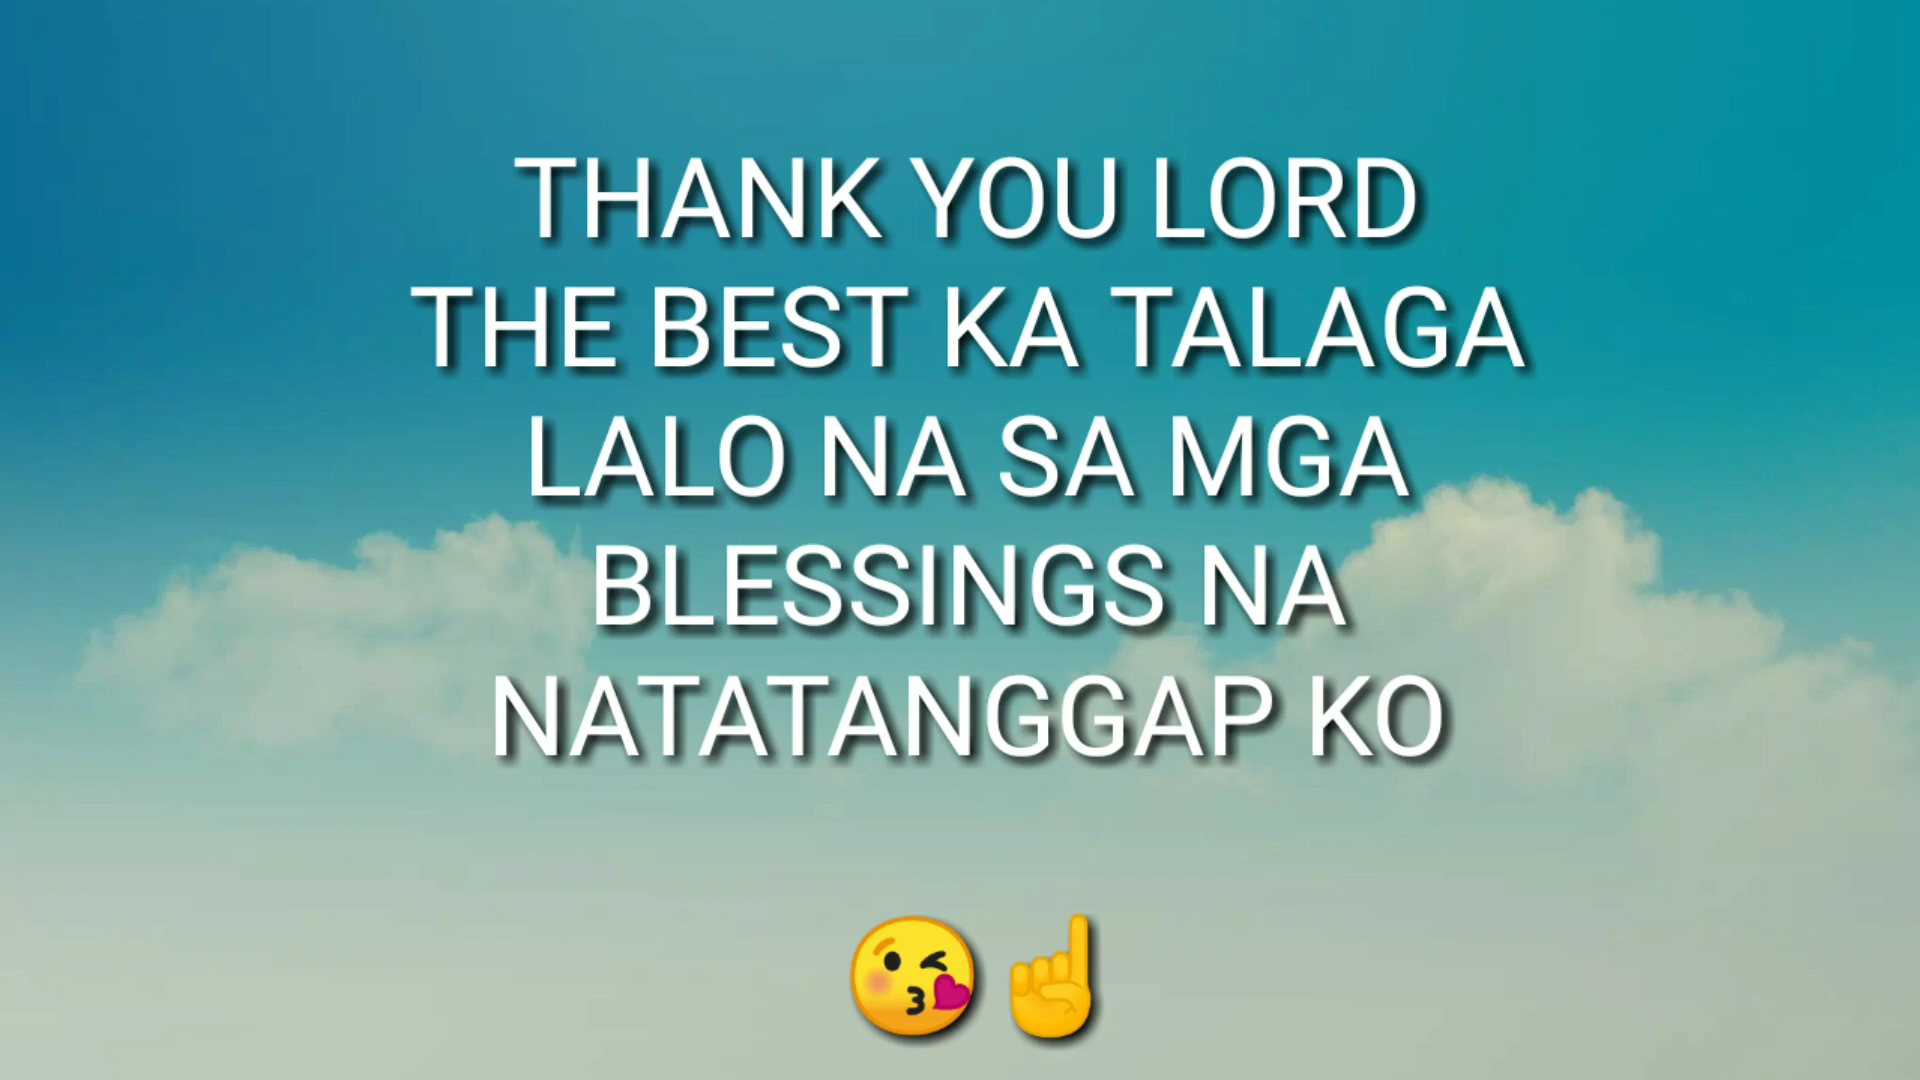 THANK YOU LORD
THE BEST KA TALAGA
LALO NA SA MGA
BLESSINGS NA
NATATANGGAP KO
😘☝